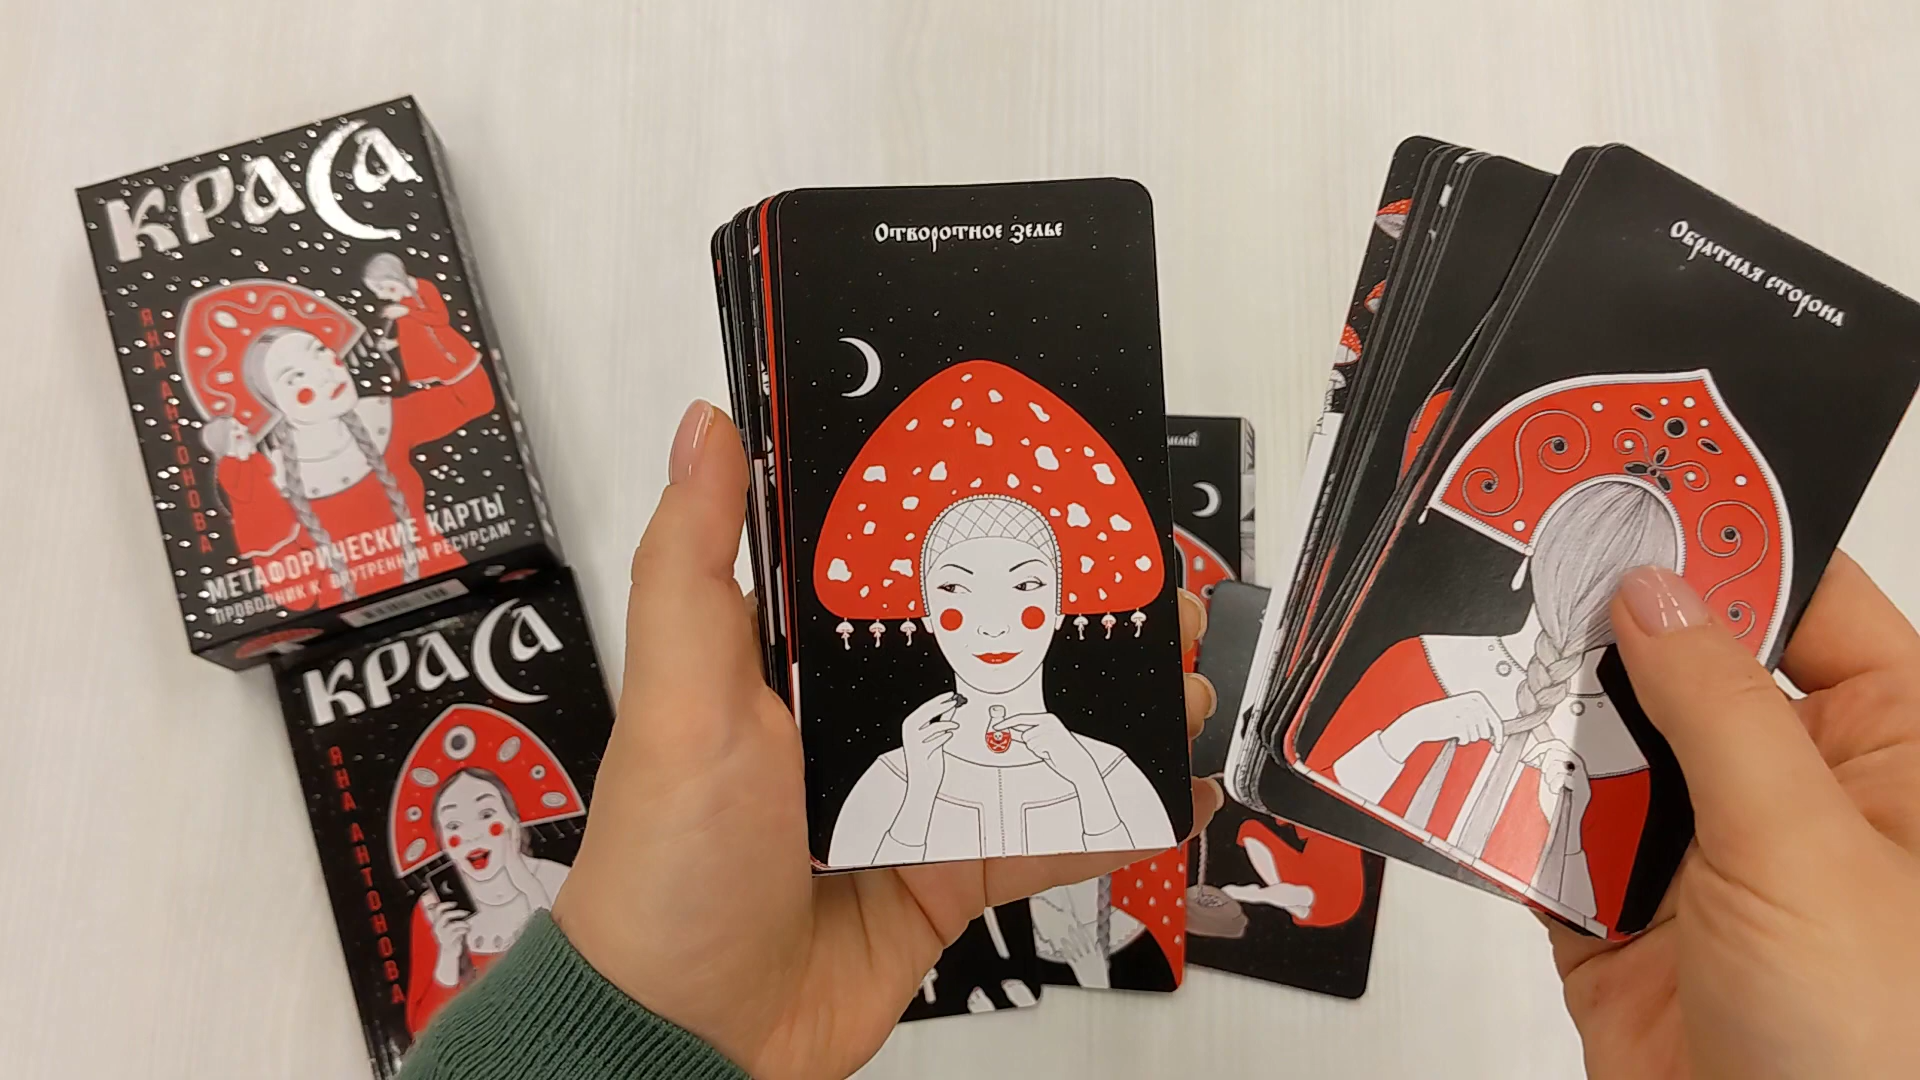 КРАСА
ЯНА АНТОНОВА
МЕТАФОРИЧЕСКИЕ КАРТЫ
ПРОВОДНИК К ВНУТРЕННИМ РЕСУРСАМ
КРАСА
ЯНА АНТОНОВА
Отворотное Зелье
Обратная сторона